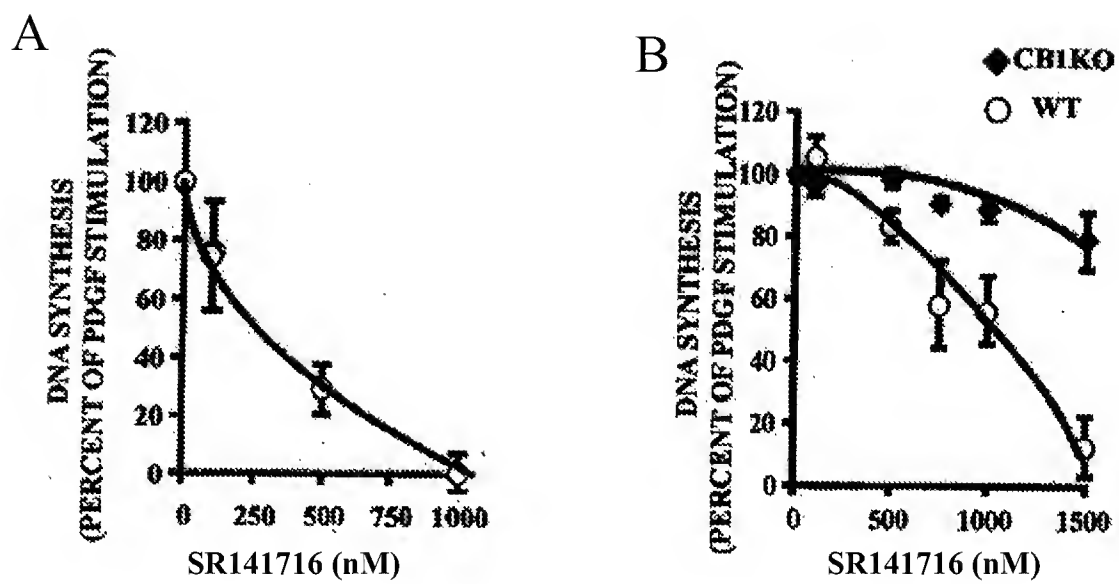 A
DNA SYNTHESIS
(PERCENT OF PDGF STIMULATION)
120
100
80
60
40
20
0
0 250 500 750 1000
SR141716 (nM)
B
CB1KO
WT
DNA SYNTHESIS
(PERCENT OF PDGF STIMULATION)
120
100
80
60
40
20
0
0 500 1000 1500
SR141716 (nM)